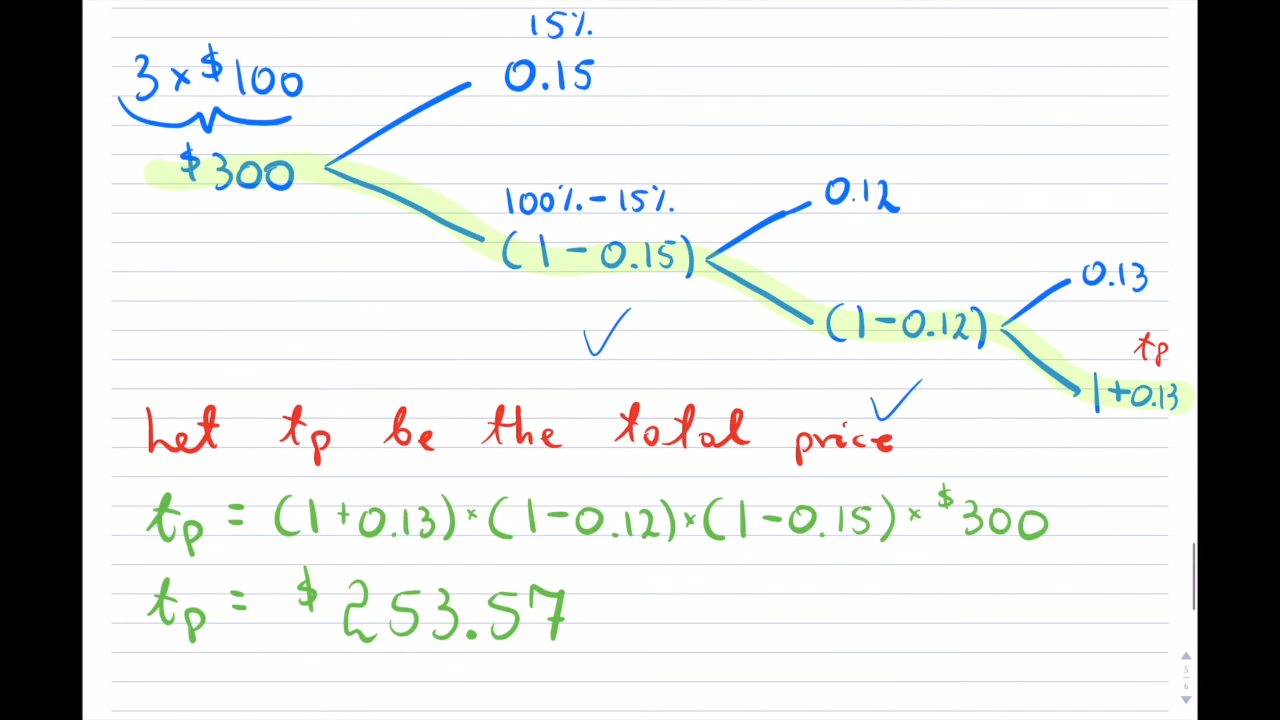 15%
3 × $100
0.15
$300
100% - 15%
0.12
(1 - 0.15)
0.13
(1 - 0.12)
tp
1 + 0.13
Let tp be the total price
tp = (1 + 0.13) × (1 - 0.12) × (1 - 0.15) × $300
tp = $253.57
5
6